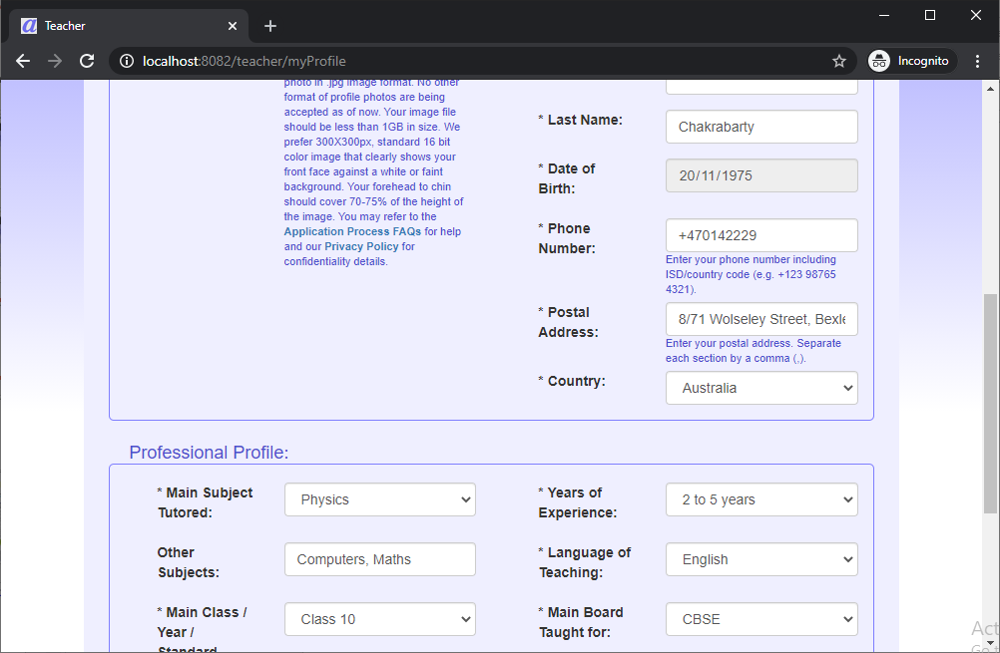 Teacher
localhost:8082/teacher/myProfile
Incognito
photo in .jpg image format. No other
format of profile photos are being
accepted as of now. Your image file
should be less than 1GB in size. We
prefer 300X300px, standard 16 bit
color image that clearly shows your
front face against a white or faint
background. Your forehead to chin
should cover 70-75% of the height of
the image. You may refer to the
Application Process FAQs for help
and our Privacy Policy for
confidentiality details.
* Last Name:
Chakrabarty
* Date of
Birth:
20/11/1975
* Phone
Number:
+470142229
Enter your phone number including
ISD/country code (e.g. +123 98765
4321).
* Postal
Address:
8/71 Wolseley Street, Bexle
Enter your postal address. Separate
each section by a comma (,).
* Country:
Australia
Professional Profile:
* Main Subject
Tutored:
Physics
* Years of
Experience:
2 to 5 years
Other
Subjects:
Computers, Maths
* Language of
Teaching:
English
* Main Class /
Year /
Standard
Class 10
* Main Board
Taught for:
CBSE
Act